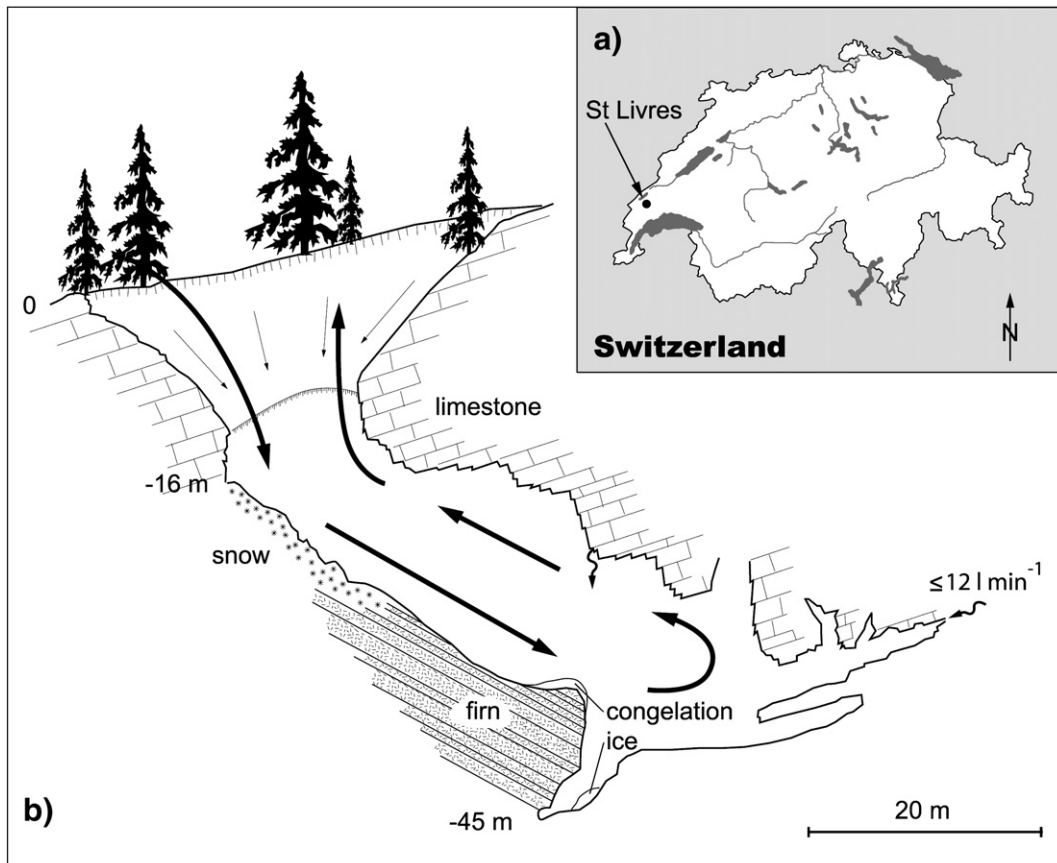 a)
St Livres
N
Switzerland
0
limestone
-16 m
snow
≤12 l min⁻¹
firn
congelation
ice
b)
-45 m
20 m